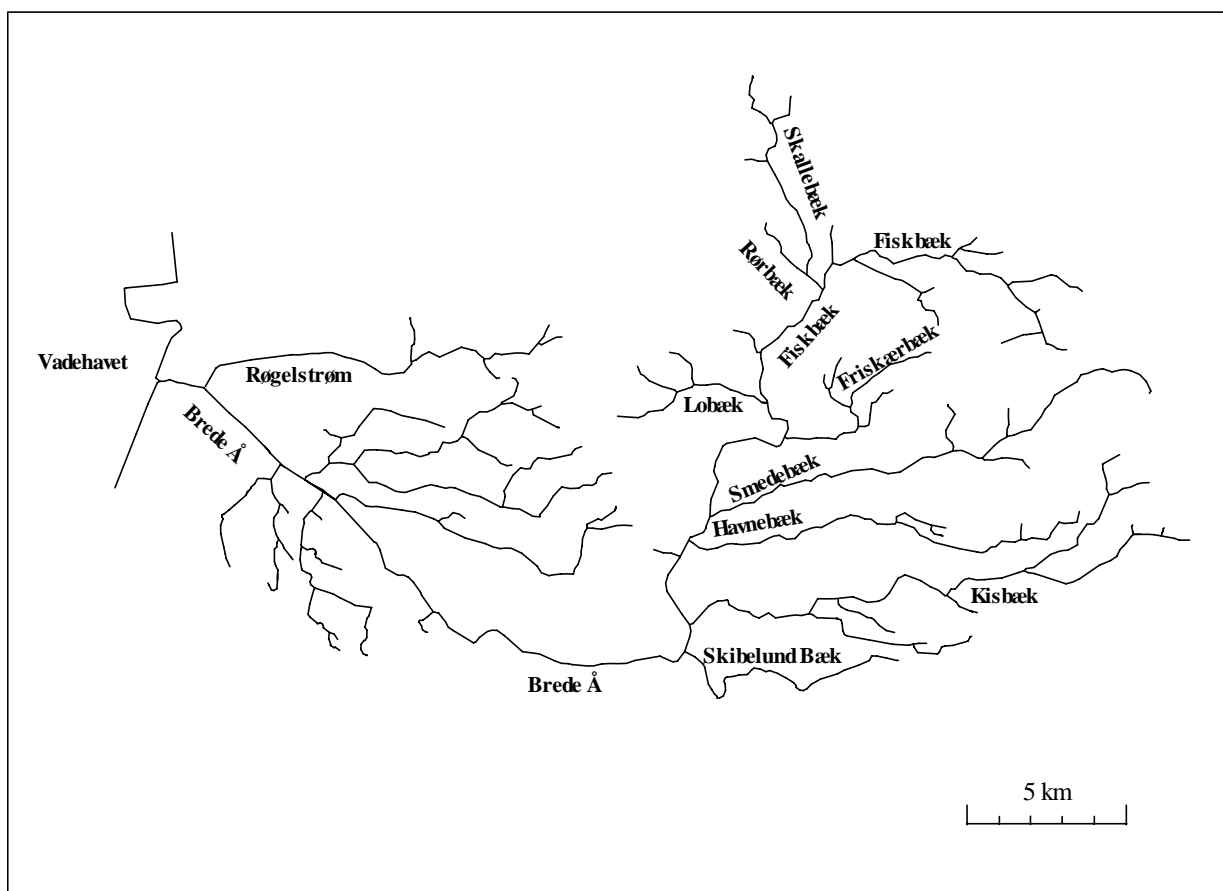 Skallebæk
Fiskbæk
Rørbæk
Fiskbæk
Vadehavet
Røgelstrøm
Friskærbæk
Lobæk
Brede Å
Smedebæk
Havnebæk
Kisbæk
Skibelund Bæk
Brede Å
5 km